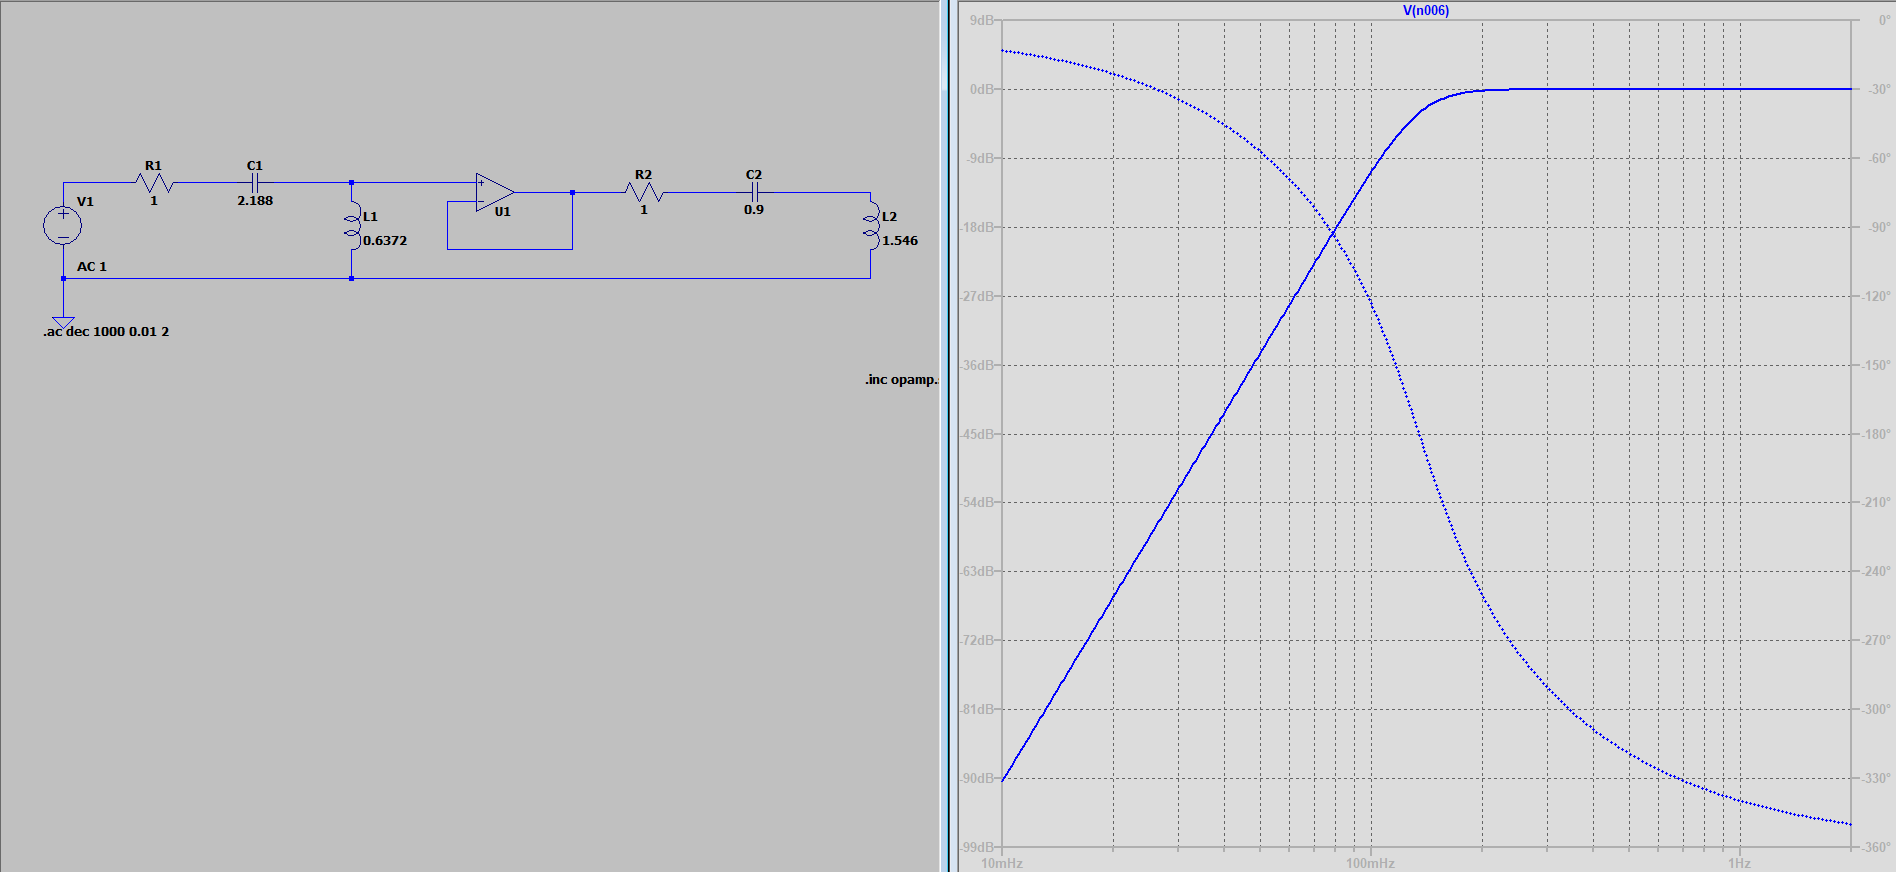 R1
C1
1
2.188
V1
L1
0.6372
AC 1
.ac dec 1000 0.01 2
U1
R2
C2
1
0.9
L2
1.546
.inc opamp.
V(n006)
9dB
0dB
-9dB
-18dB
-27dB
-36dB
-45dB
-54dB
-63dB
-72dB
-81dB
-90dB
-99dB
0°
-30°
-60°
-90°
-120°
-150°
-180°
-210°
-240°
-270°
-300°
-330°
-360°
10mHz 100mHz 1Hz